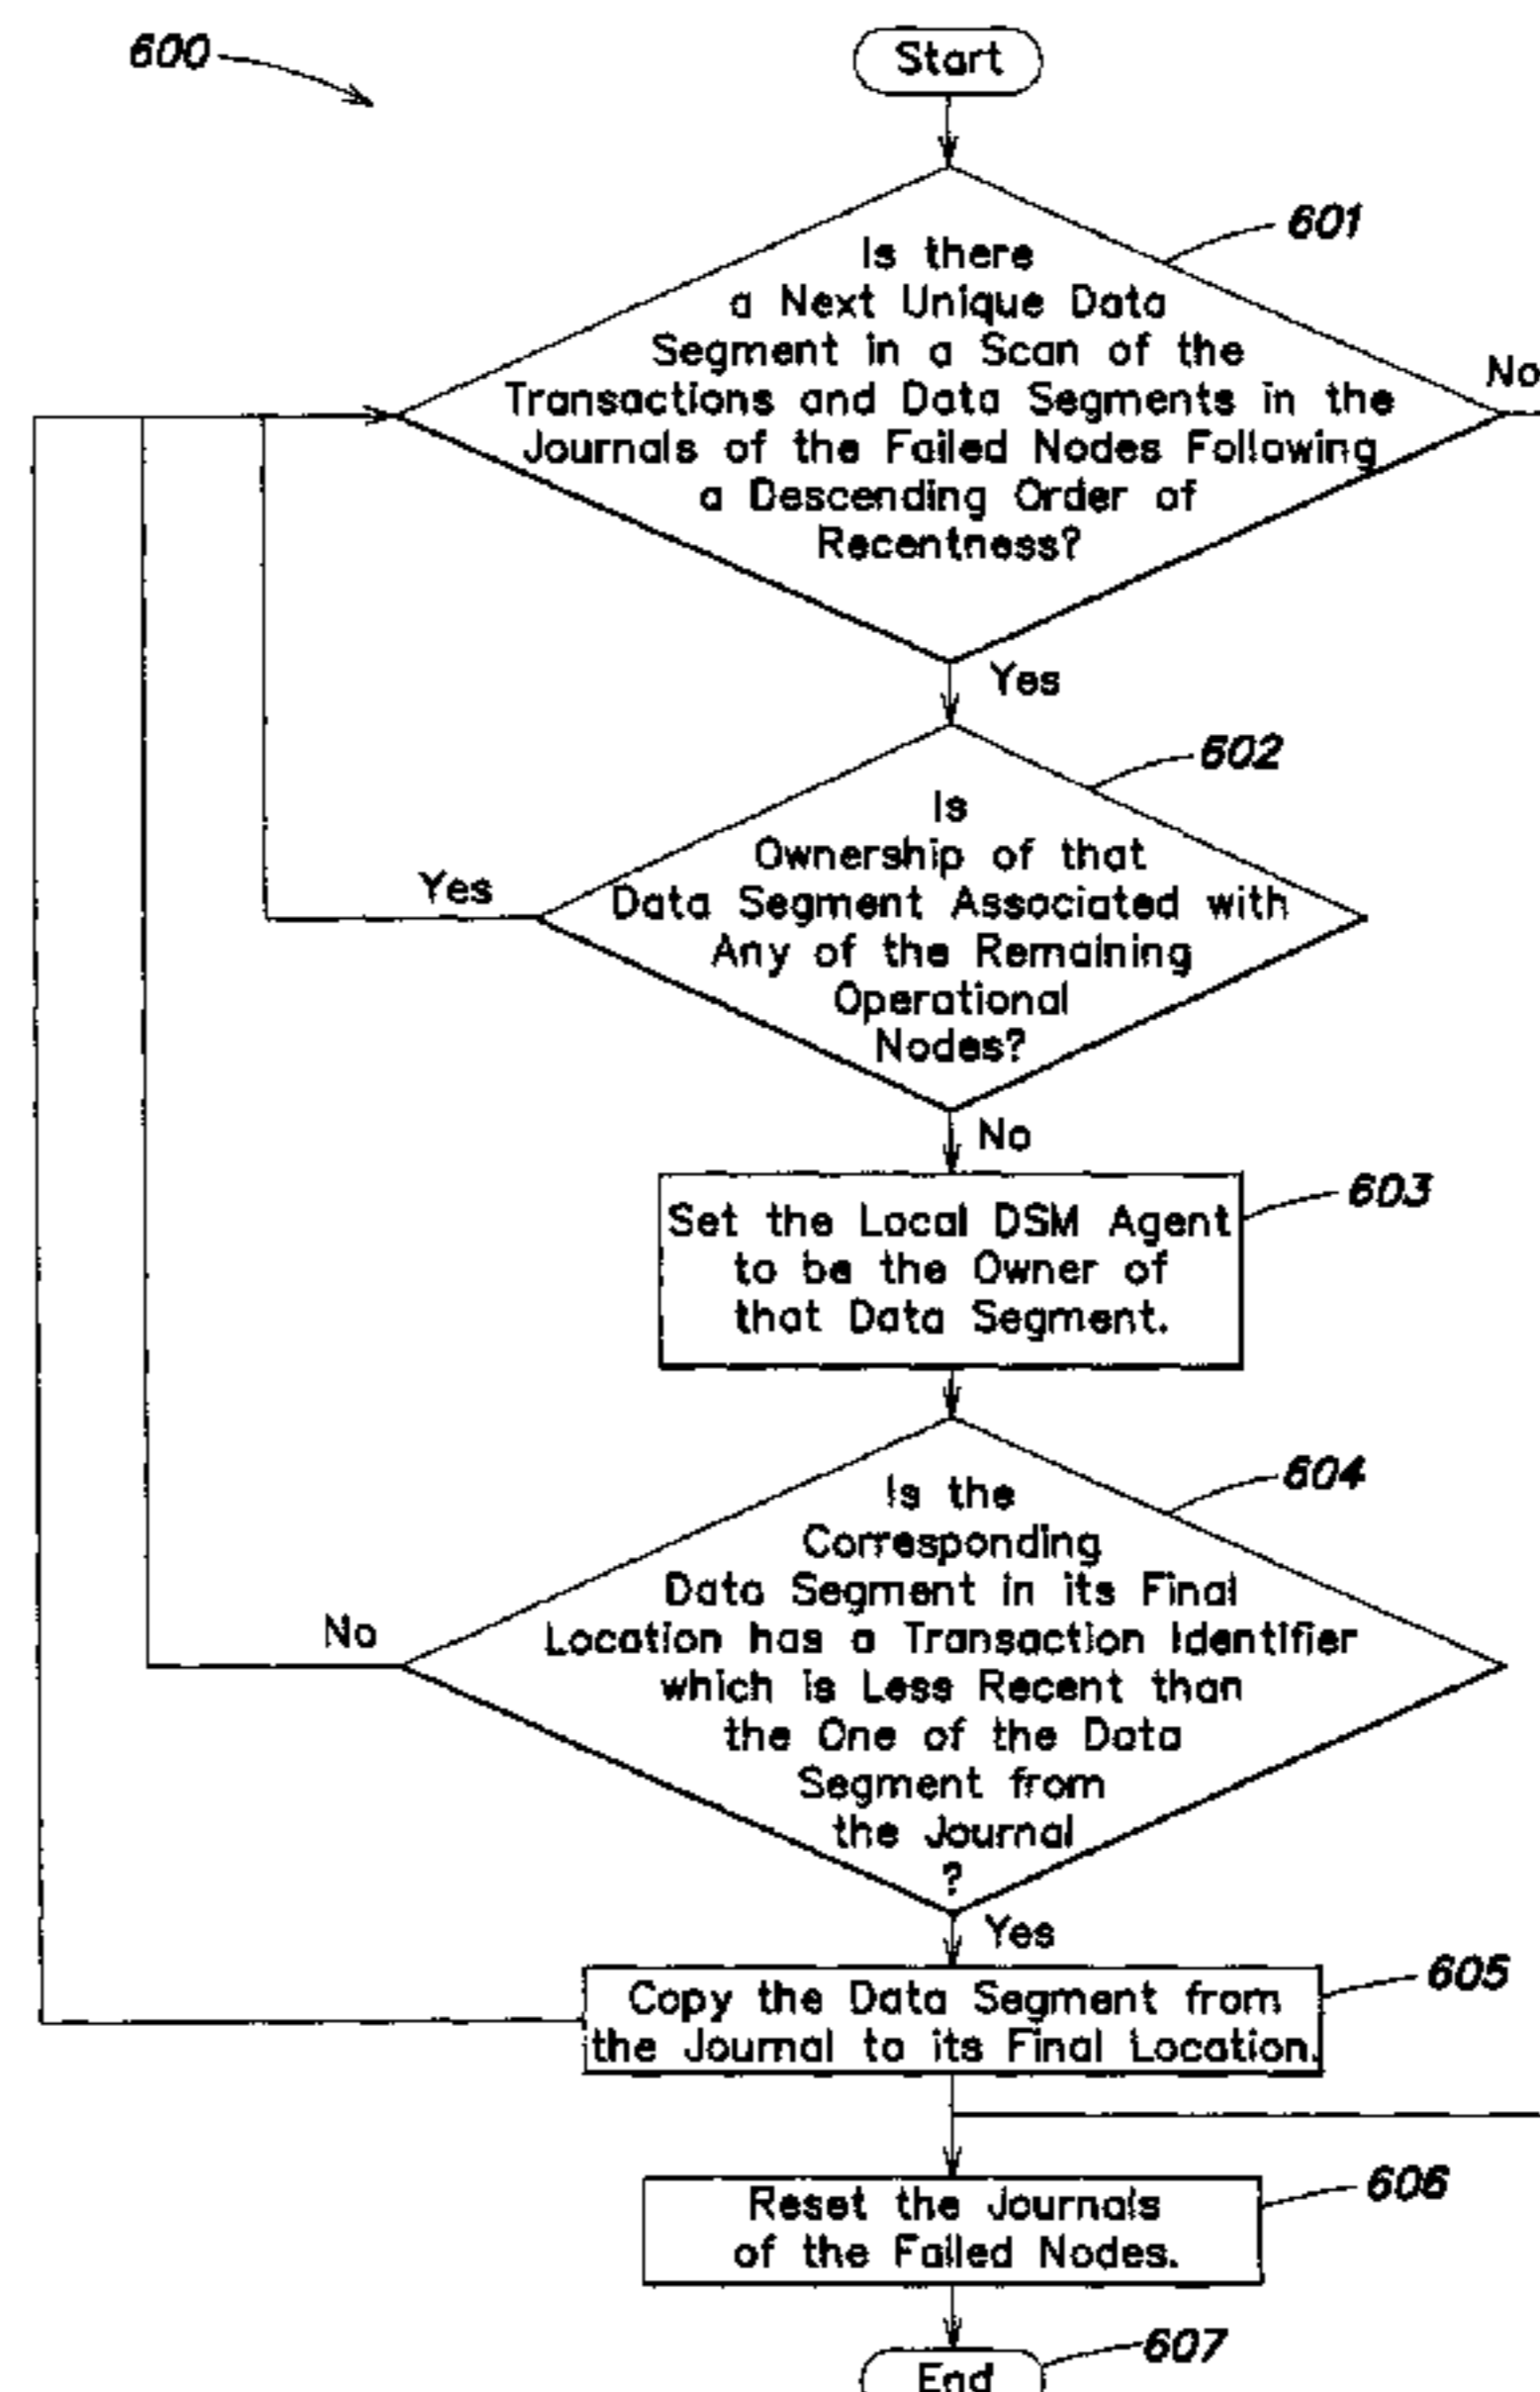 600
Start
601
Is there
a Next Unique Data
Segment in a Scan of the
Transactions and Data Segments in the
Journals of the Failed Nodes Following
a Descending Order of
Recentness?
No
Yes
602
Is
Ownership of that
Data Segment Associated with
Any of the Remaining
Operational
Nodes?
Yes
No
603
Set the Local DSM Agent
to be the Owner of
that Data Segment.
604
Is the
Corresponding
Data Segment in its Final
Location has a Transaction Identifier
which is Less Recent than
the One of the Data
Segment from
the Journal
?
No
Yes
605
Copy the Data Segment from
the Journal to its Final Location.
606
Reset the Journals
of the Failed Nodes.
607
End